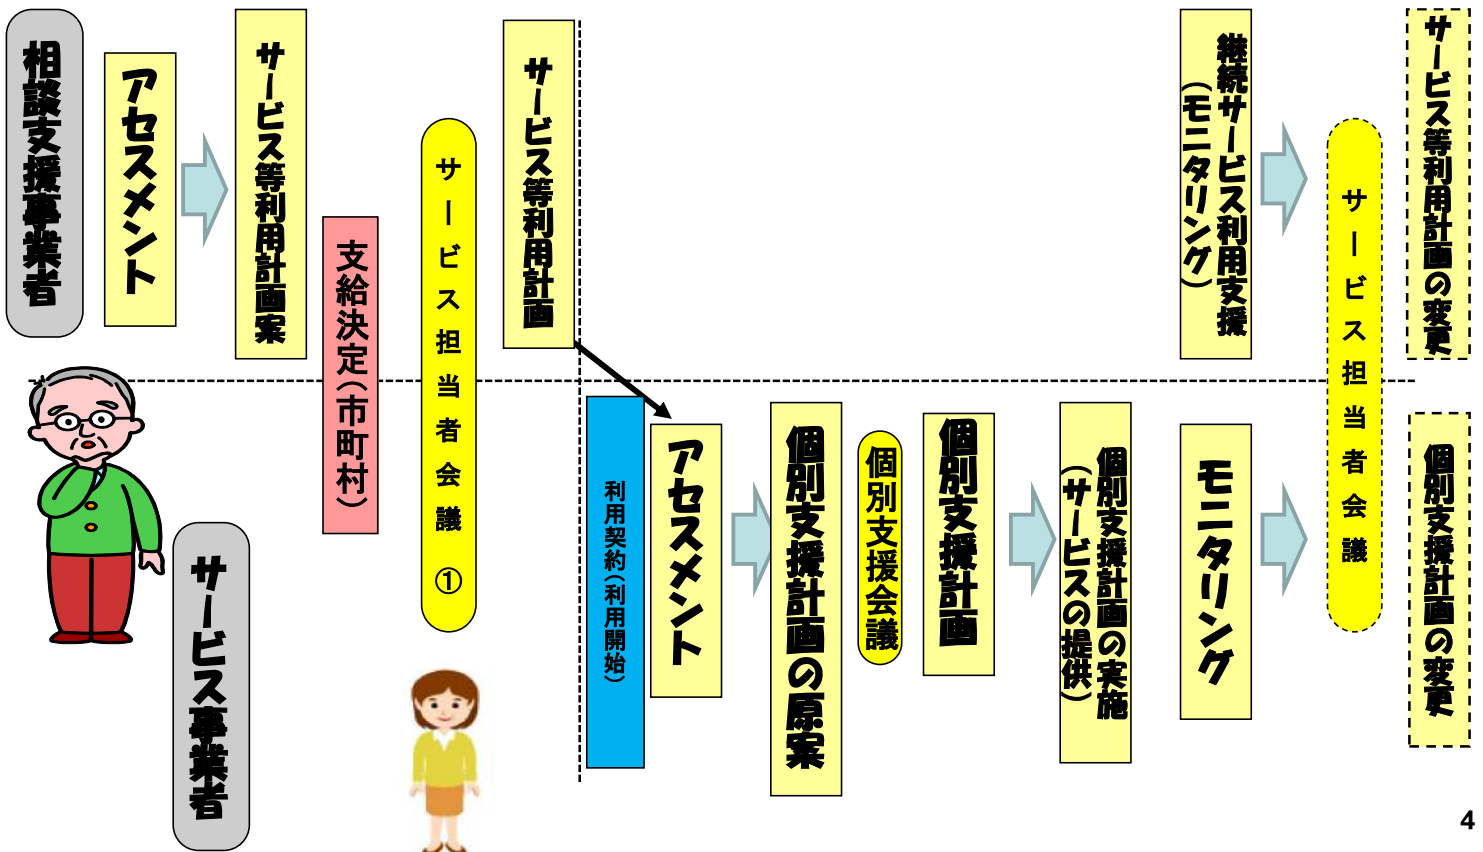 相談支援事業者
アセスメント
サービス等利用計画案
支給決定(市町村)
サービス担当者会議 ①
サービス等利用計画
継続サービス利用支援
(モニタリング)
サービス担当者会議
サービス等利用計画の変更
サービス事業者
利用契約(利用開始)
アセスメント
個別支援計画の原案
個別支援会議
個別支援計画
個別支援計画の実施
(サービスの提供)
モニタリング
個別支援計画の変更
4